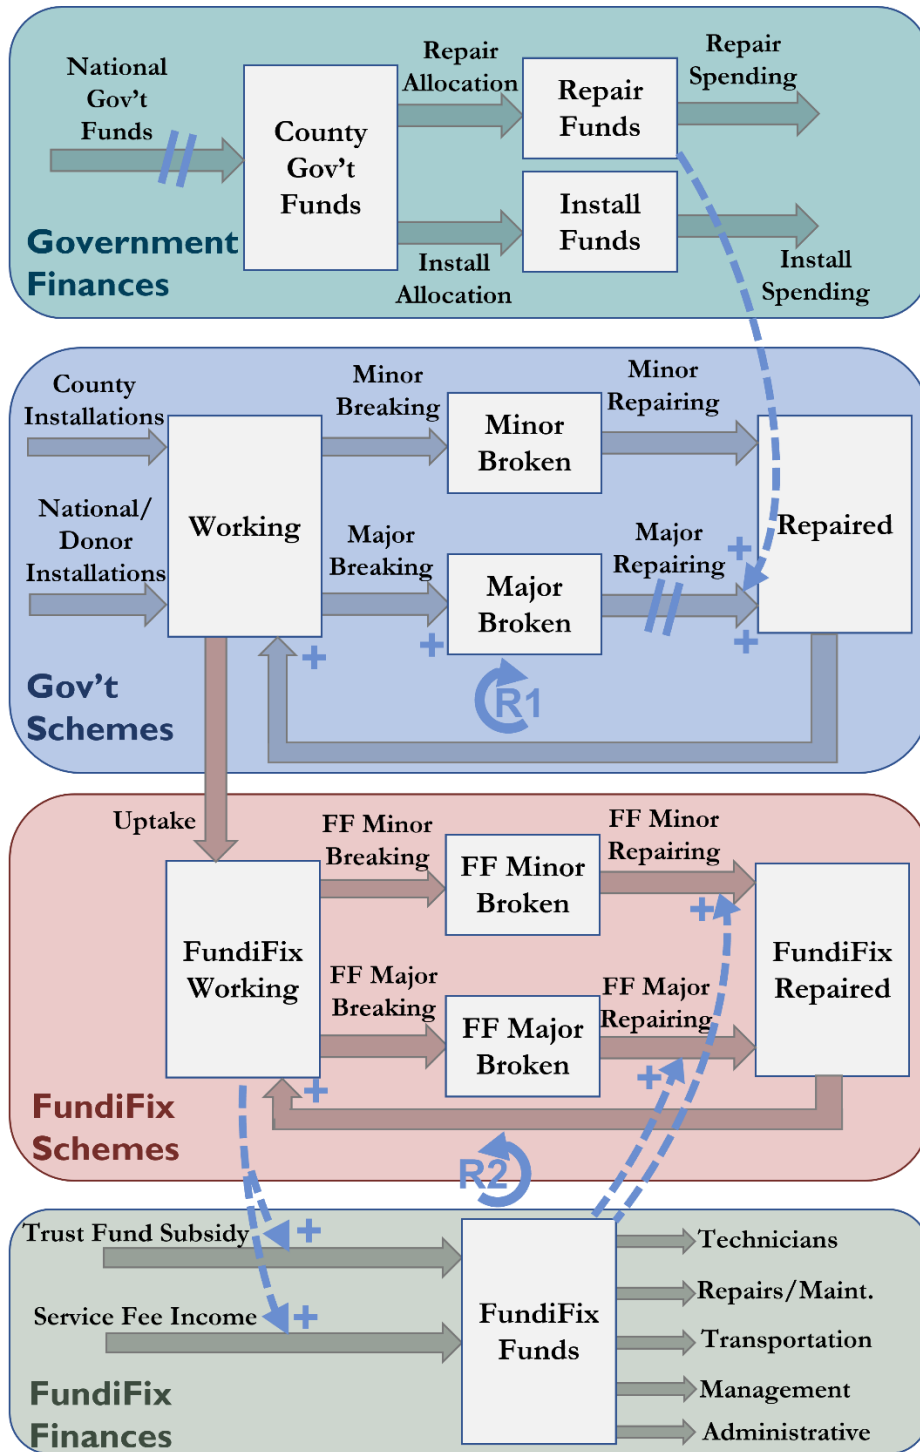 National
Gov't
Funds
County
Gov't
Funds
Repair
Allocation
Repair
Funds
Repair
Spending
Install
Allocation
Install
Funds
Install
Spending
Government
Finances
County
Installations
National/
Donor
Installations
Working
Minor
Breaking
Minor
Broken
Minor
Repairing
Major
Breaking
+
Major
Broken
Major
Repairing
+
+
Repaired
+
R1
Gov't
Schemes
Uptake
FundiFix
Working
FF Minor
Breaking
FF Minor
Broken
FF Minor
Repairing
+
FF Major
Breaking
FF Major
Broken
FF Major
Repairing
+
FundiFix
Repaired
+
R2
FundiFix
Schemes
Trust Fund Subsidy
+
Service Fee Income
+
FundiFix
Funds
Technicians
Repairs/Maint.
Transportation
Management
Administrative
FundiFix
Finances